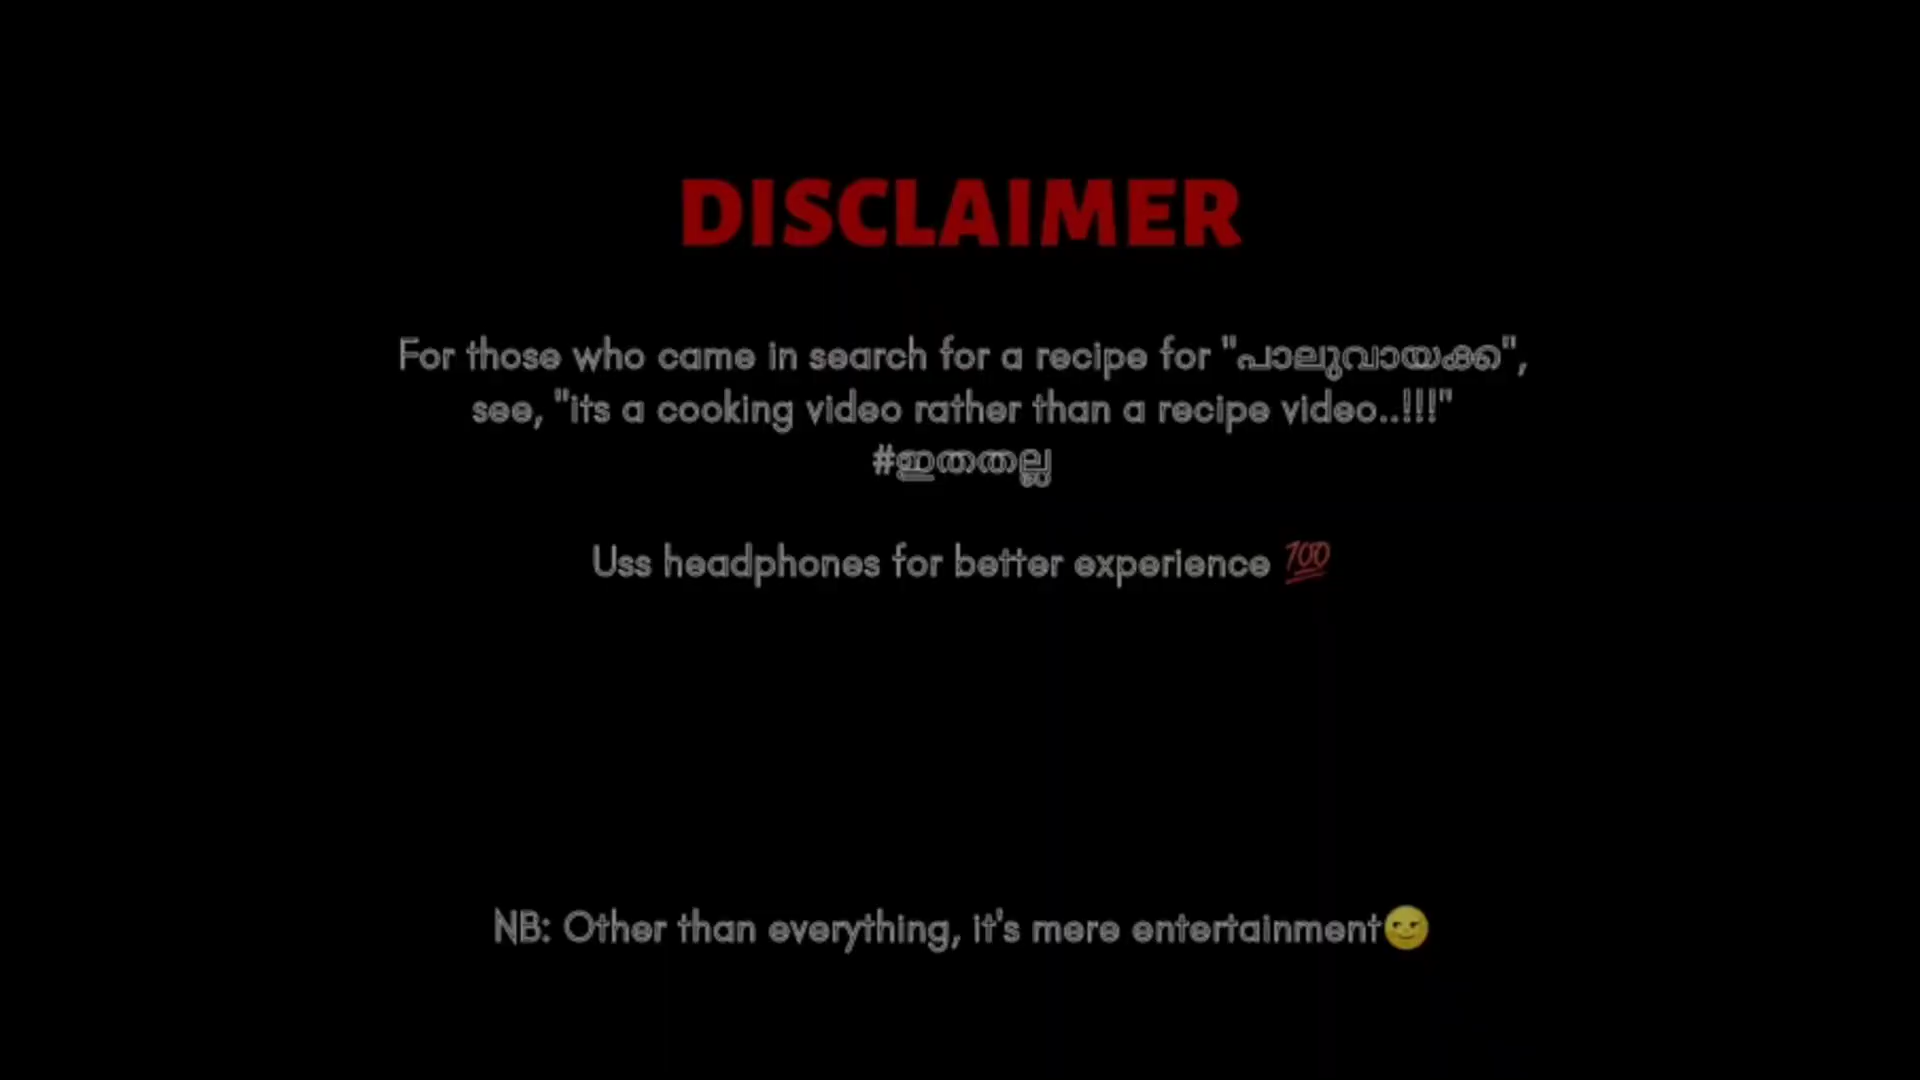 DISCLAIMER
For those who came in search for a recipe for "പാലുവായക്ക",
see, "its a cooking video rather than a recipe video..!!!"
#ഇതതല്ല
Uss headphones for better experience 💯
NB: Other than everything, it's mere entertainment🌝